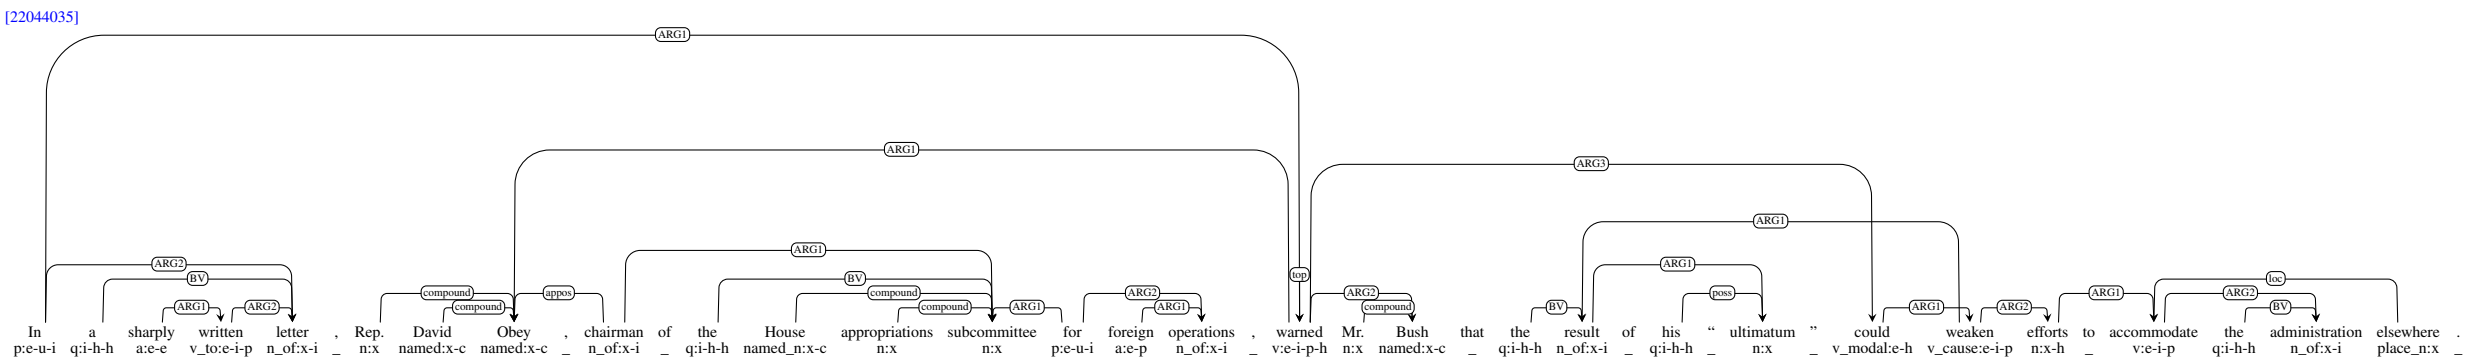 [22044035]
ARG1
ARG1
ARG3
ARG1
ARG1
ARG2 ARG1
top
BV BV loc
compound appos compound ARG2 ARG2 poss ARG1 ARG2
ARG1 ARG2 compound compound ARG1 ARG1 compound BV ARG1 ARG2 BV
In a sharply written letter , Rep. David Obey , chairman of the House appropriations subcommittee for foreign operations , warned Mr. Bush that the result of his “ ultimatum ” could weaken efforts to accommodate the administration elsewhere .
p:e-u-i q:i-h-h a:e-e v_to:e-i-p n_of:x-i _ n:x named:x-c named:x-c _ n_of:x-i _ q:i-h-h named_n:x-c n:x n:x p:e-u-i a:e-p n_of:x-i _ v:e-i-p-h n:x named:x-c _ q:i-h-h n_of:x-i _ q:i-h-h _ n:x _ v_modal:e-h v_cause:e-i-p n:x-h _ v:e-i-p q:i-h-h n_of:x-i place_n:x _